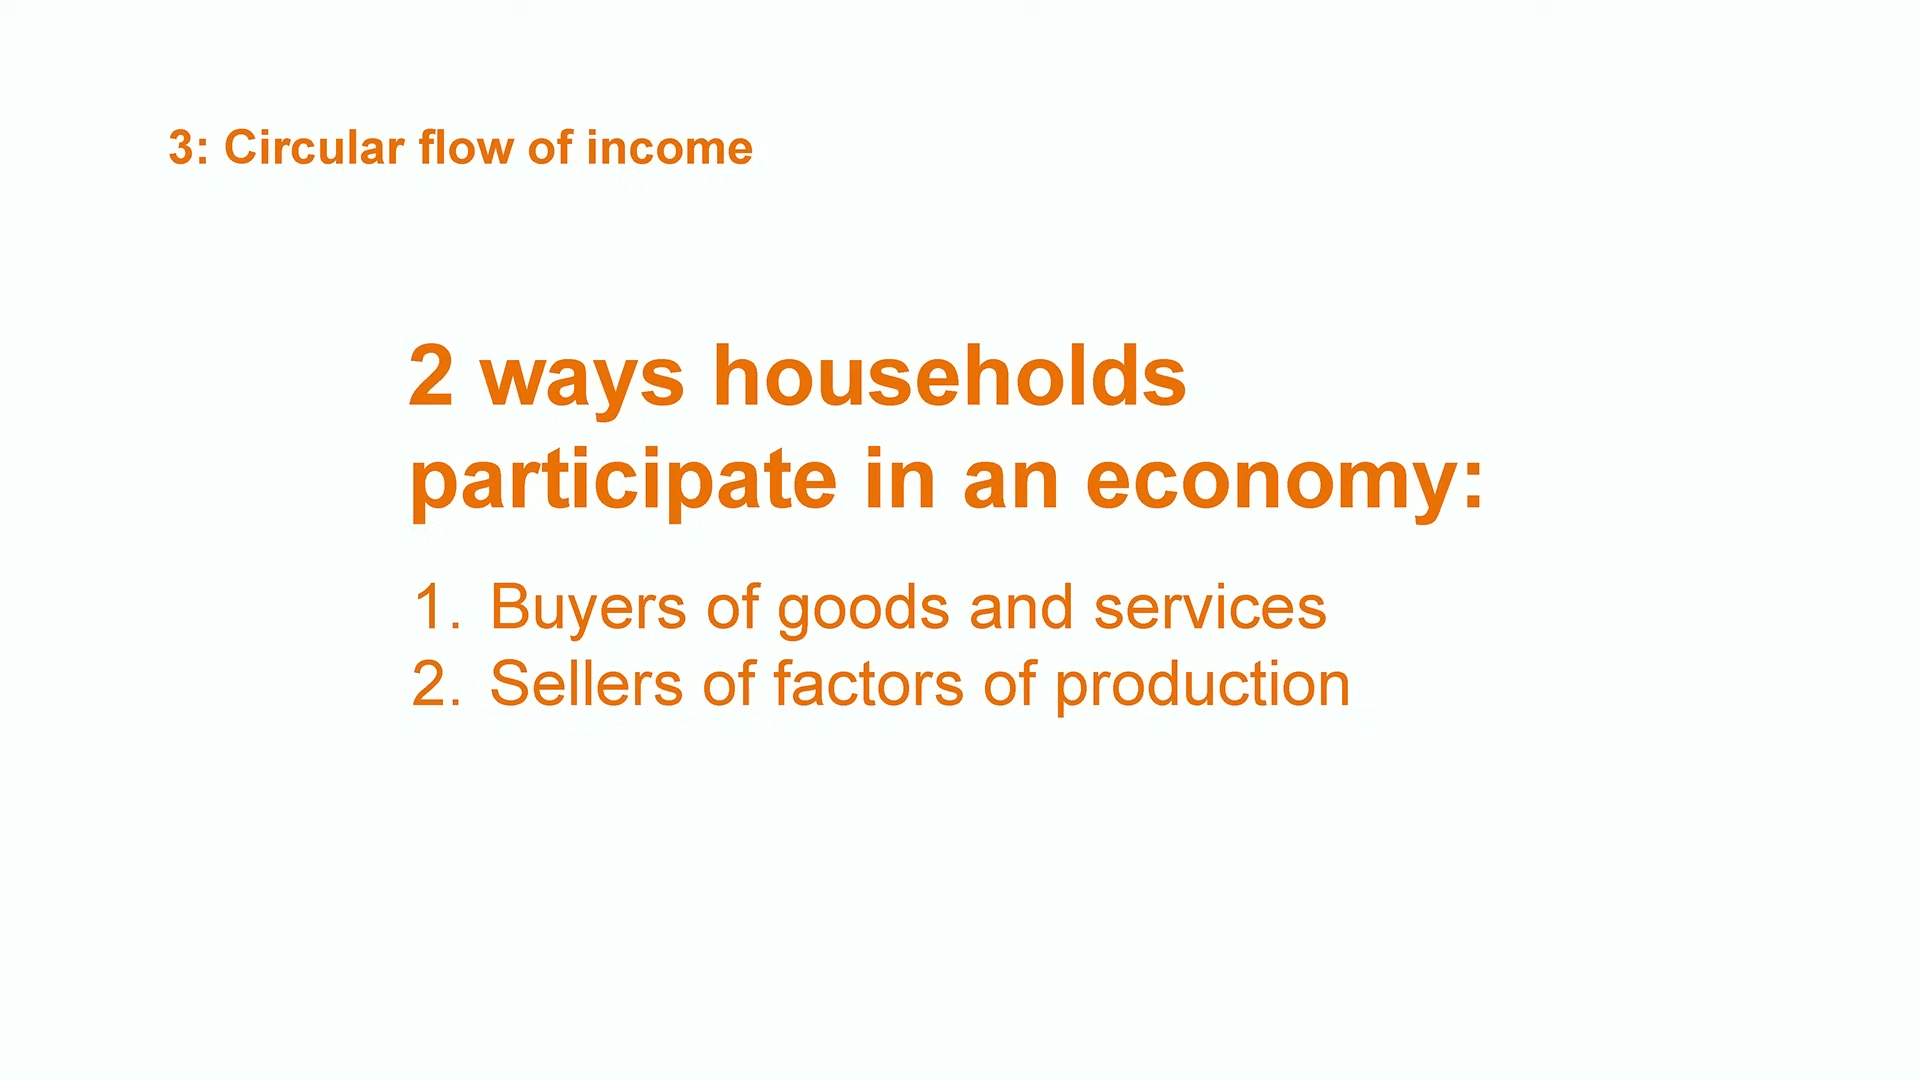 3: Circular flow of income
2 ways households
participate in an economy:
1. Buyers of goods and services
2. Sellers of factors of production